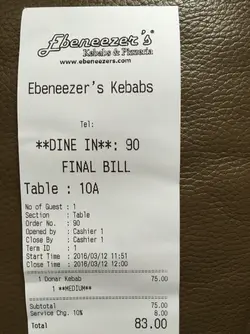 Ebeneezer's
Kebabs & Pizzeria
www.ebeneezers.com
Ebeneezer's Kebabs
Tel:
**DINE IN**: 90
FINAL BILL
Table : 10A
No of Guest : 1
Section : Table
Order No. : 90
Opened by : Cashier 1
Close By : Cashier 1
Term ID : 1
Start Time : 2016/03/12 11:51
Close Time : 2016/03/12 12:00
1 Donar Kebab 75.00
1 **MEDIUM**
Subtotal 75.00
Service Chg. 10% 8.00
Total 83.00